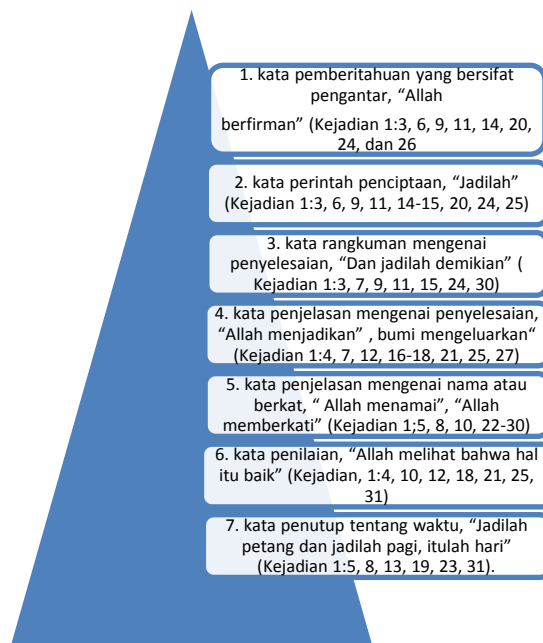 1. kata pemberitahuan yang bersifat
pengantar, “Allah
berfirman” (Kejadian 1:3, 6, 9, 11, 14, 20,
24, dan 26
2. kata perintah penciptaan, “Jadilah”
(Kejadian 1:3, 6, 9, 11, 14-15, 20, 24, 25)
3. kata rangkuman mengenai
penyelesaian, “Dan jadilah demikian” (
Kejadian 1:3, 7, 9, 11, 15, 24, 30)
4. kata penjelasan mengenai penyelesaian,
“Allah menjadikan” , bumi mengeluarkan“
(Kejadian 1:4, 7, 12, 16-18, 21, 25, 27)
5. kata penjelasan mengenai nama atau
berkat, “ Allah menamai”, “Allah
memberkati” (Kejadian 1;5, 8, 10, 22-30)
6. kata penilaian, “Allah melihat bahwa hal
itu baik” (Kejadian, 1:4, 10, 12, 18, 21, 25,
31)
7. kata penutup tentang waktu, “Jadilah
petang dan jadilah pagi, itulah hari”
(Kejadian 1:5, 8, 13, 19, 23, 31).